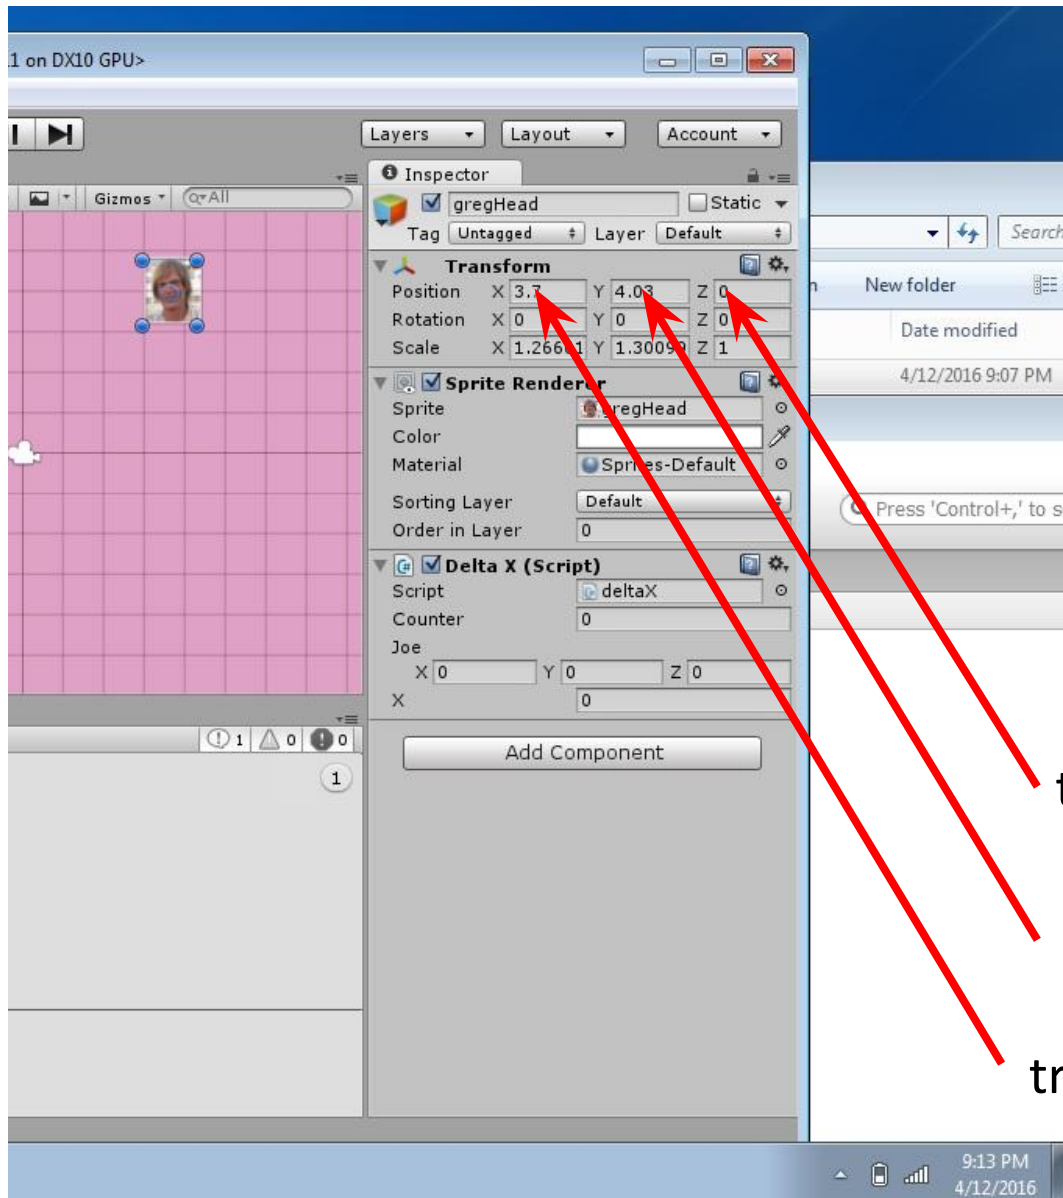 .1 on DX10 GPU>
Layers Layout Account
Inspector
Gizmos All
gregHead Static
Tag Untagged Layer Default
Transform
Position X 3.7 Y 4.03 Z 0
Rotation X 0 Y 0 Z 0
Scale X 1.26661 Y 1.30099 Z 1
Sprite Renderer
Sprite gregHead
Color
Material Sprites-Default
Sorting Layer Default
Order in Layer 0
Delta X (Script)
Script deltaX
Counter 0
Joe
X 0 Y 0 Z 0
X 0
1 0 0
Add Component
1
Search
New folder
Date modified
4/12/2016 9:07 PM
Press 'Control+,' to s
t
tr
9:13 PM
4/12/2016